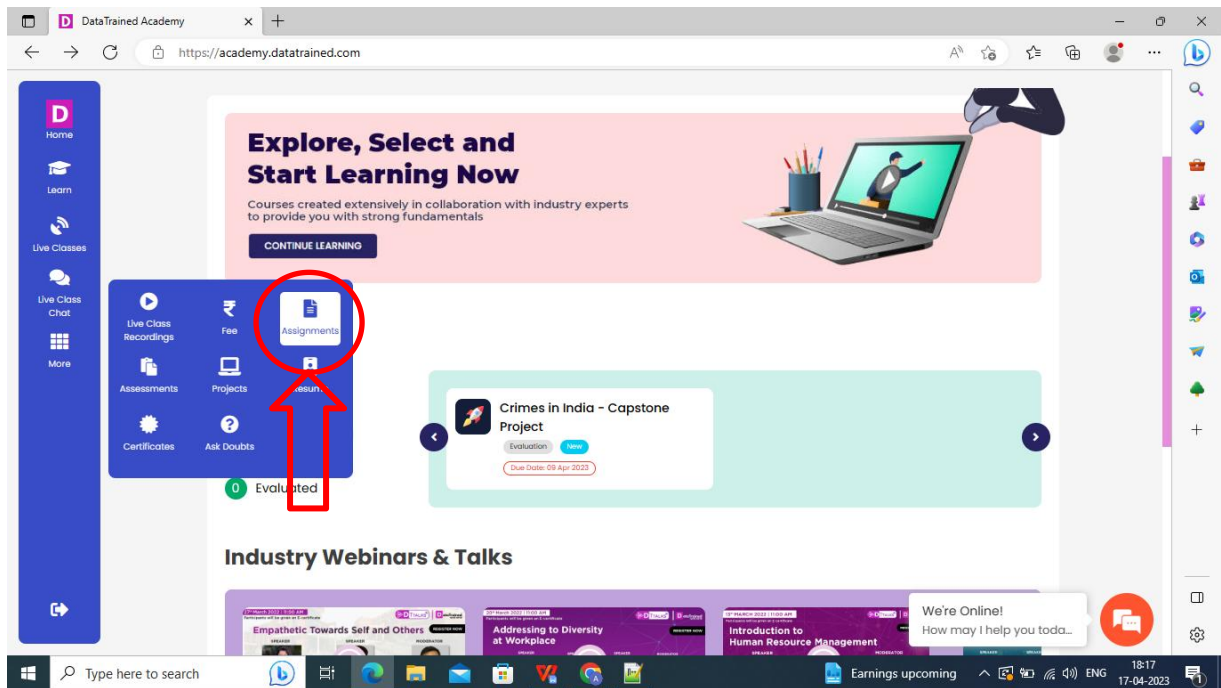 DataTrained Academy
https://academy.datatrained.com
D
Home
Learn
Live Classes
Live Class
Chat
More
Explore, Select and
Start Learning Now
Courses created extensively in collaboration with industry experts
to provide you with strong fundamentals
CONTINUE LEARNING
Live Class
Recordings
Fee
Assignments
Assessments
Projects
Certificates
Ask Doubts
Crimes in India - Capstone
Project
Evaluation New
Due Date: 09 Apr 2023
0 Evaluated
Industry Webinars & Talks
Empathetic Towards Self and Others
REGISTER NOW
SPEAKER
MODERATOR
Addressing to Diversity
at Workplace
Introduction to
Human Resource Management
We're Online!
How may I help you toda...
Type here to search
Earnings upcoming
ENG
18:17
17-04-2023